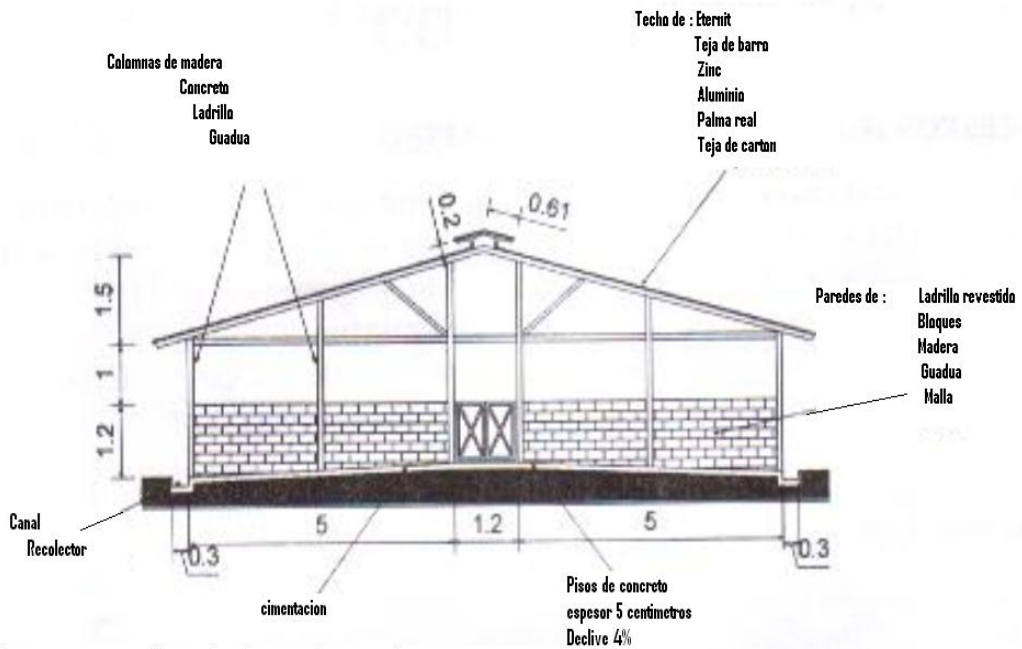 Techo de : Eternit
Teja de barro
Zinc
Aluminio
Palma real
Teja de carton
Colomnas de madera
Concreto
Ladrillo
Guadua
0.2
0.61
1.5
1
1.2
Paredes de : Ladrillo revestido
Bloques
Madera
Guadua
Malla
Canal
Recolector
0.3
5
1.2
5
0.3
cimentacion
Pisos de concreto
espesor 5 centimetros
Declive 4%